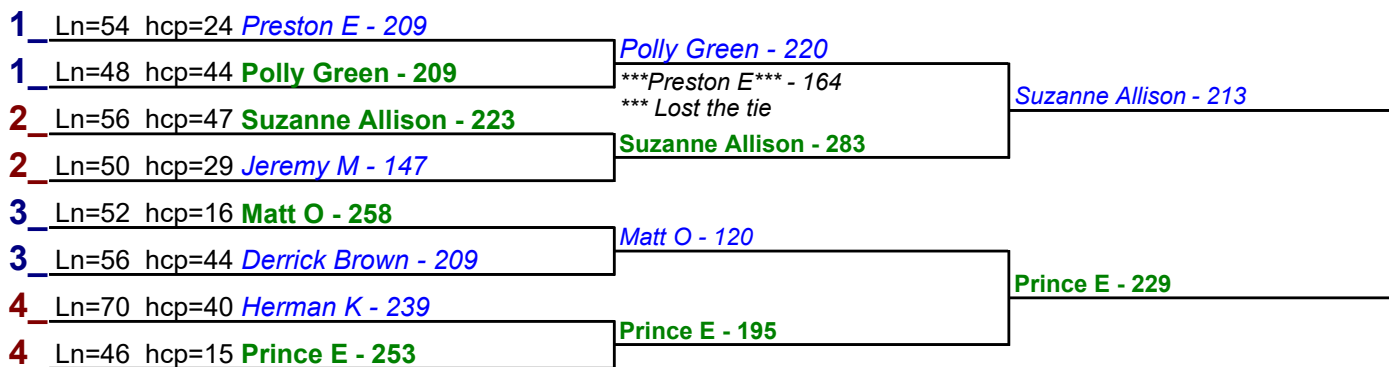 1_ Ln=54 hcp=24 Preston E - 209
1_ Ln=48 hcp=44 Polly Green - 209
2_ Ln=56 hcp=47 Suzanne Allison - 223
2_ Ln=50 hcp=29 Jeremy M - 147
3_ Ln=52 hcp=16 Matt O - 258
3_ Ln=56 hcp=44 Derrick Brown - 209
4_ Ln=70 hcp=40 Herman K - 239
4 Ln=46 hcp=15 Prince E - 253
Polly Green - 220
***Preston E*** - 164
*** Lost the tie
Suzanne Allison - 283
Matt O - 120
Prince E - 195
Suzanne Allison - 213
Prince E - 229